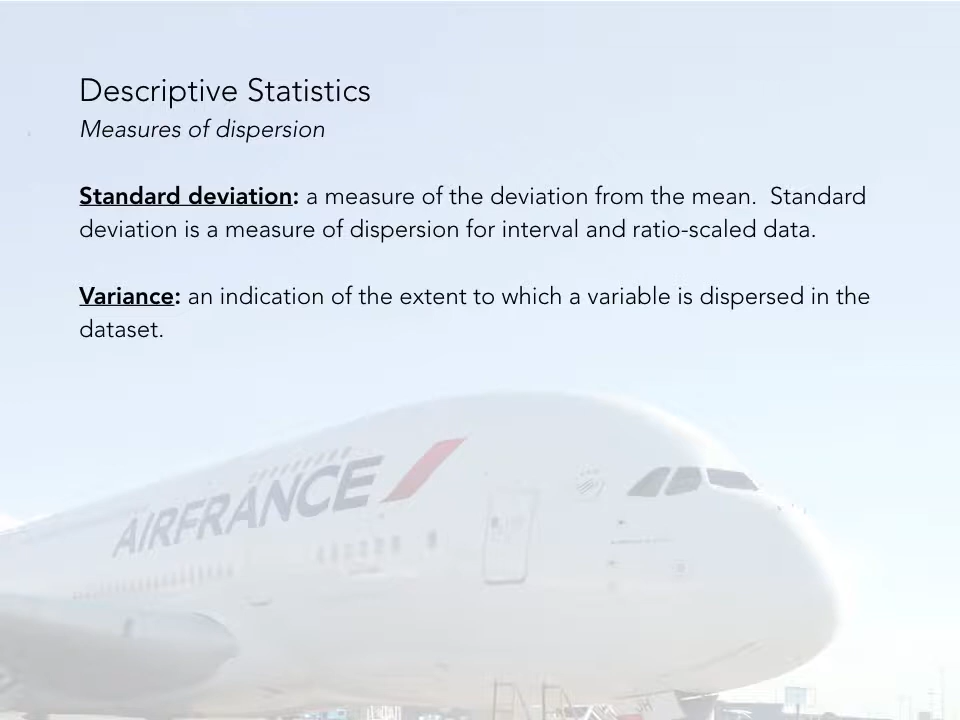 Descriptive Statistics
Measures of dispersion
Standard deviation: a measure of the deviation from the mean.  Standard
deviation is a measure of dispersion for interval and ratio-scaled data.
Variance: an indication of the extent to which a variable is dispersed in the
dataset.
AIRFRANCE